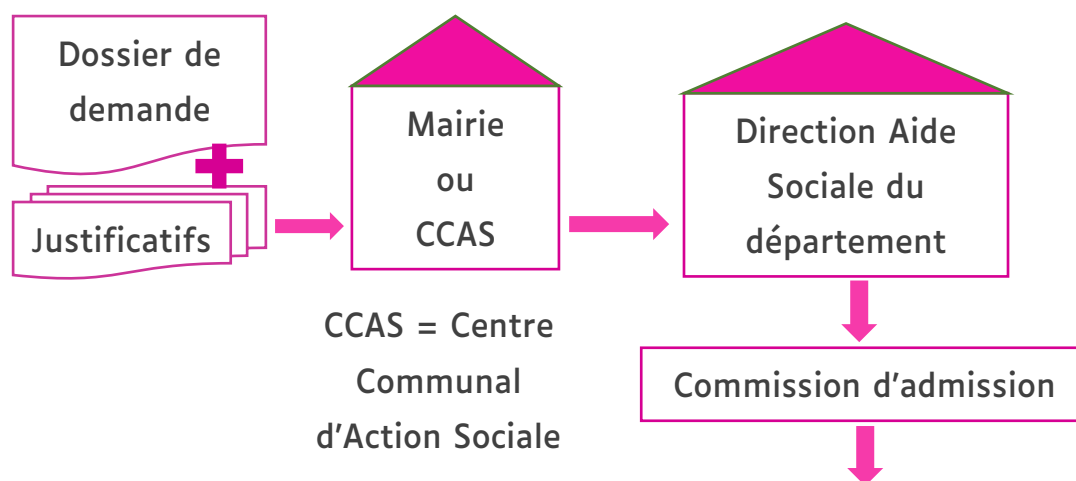 Dossier de
demande
Justificatifs
Mairie
ou
CCAS
CCAS = Centre
Communal
d'Action Sociale
Direction Aide
Sociale du
département
Commission d'admission